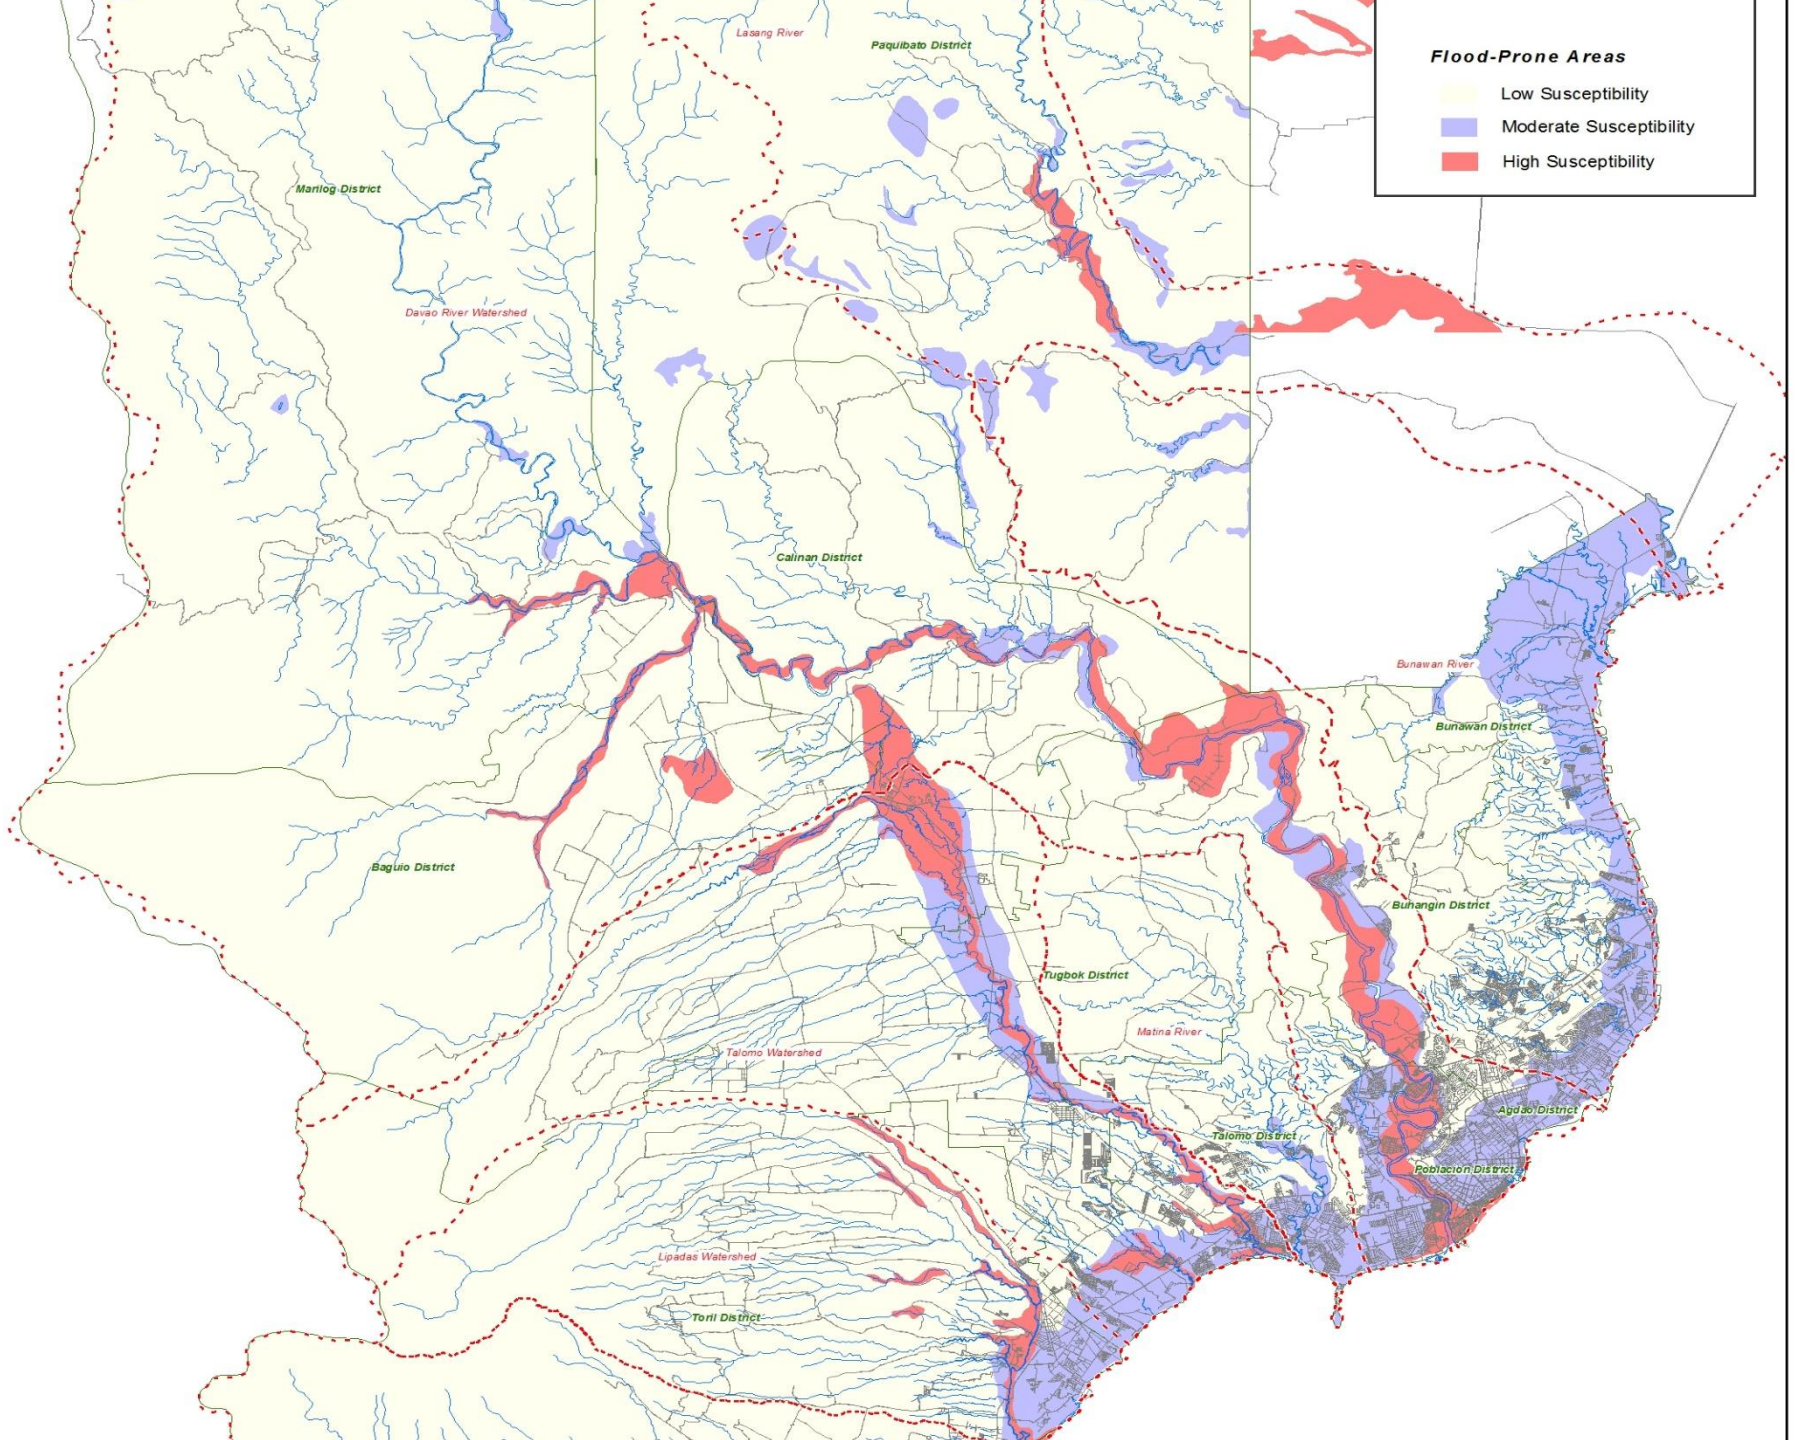 Lasang River
Paquibato District
Flood-Prone Areas
Low Susceptibility
Moderate Susceptibility
High Susceptibility
Marilog District
Davao River Watershed
Calinan District
Bunawan River
Bunawan District
Baguio District
Buhangin District
Tugbok District
Matina River
Talomo Watershed
Agdao District
Talomo District
Poblacion District
Lipadas Watershed
Toril District